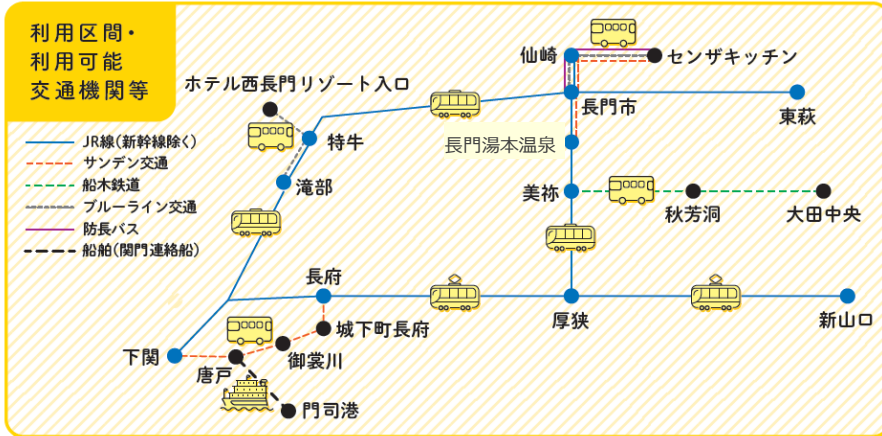 利用区間・
利用可能
交通機関等
JR線(新幹線除く)
サンデン交通
船木鉄道
ブルーライン交通
防長バス
船舶(関門連絡船)
仙崎
センザキッチン
ホテル西長門リゾート入口
長門市
東萩
特牛
長門湯本温泉
滝部
美祢
秋芳洞
大田中央
長府
厚狭
新山口
城下町長府
御裳川
下関
唐戸
門司港